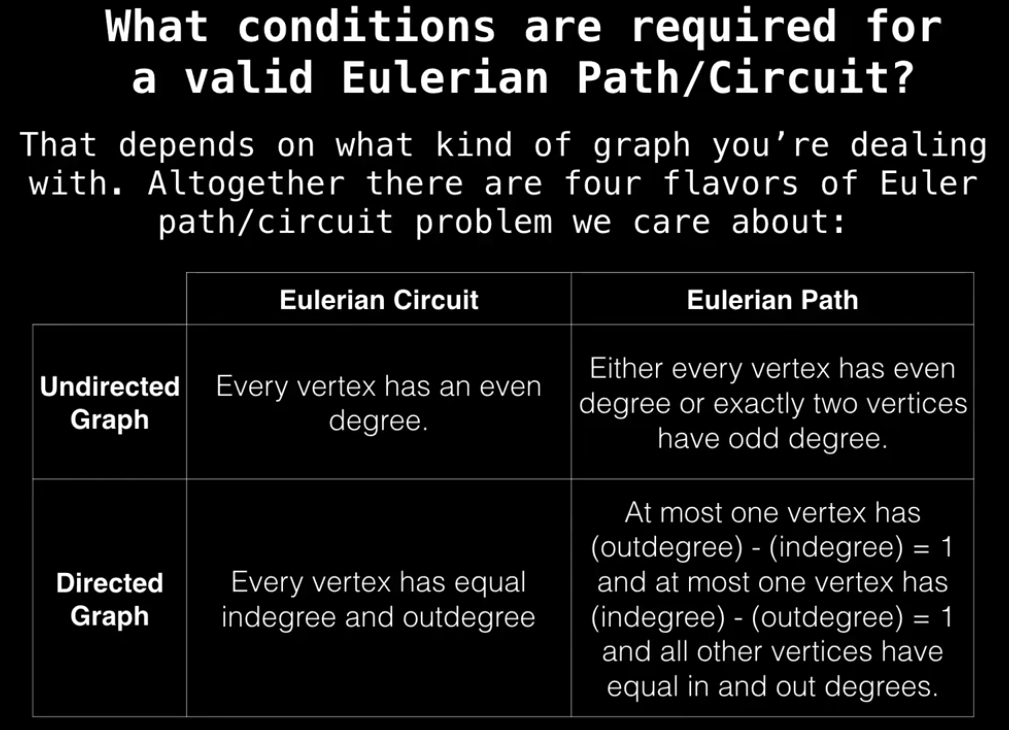 What conditions are required for
a valid Eulerian Path/Circuit?
That depends on what kind of graph you’re dealing
with. Altogether there are four flavors of Euler
path/circuit problem we care about:
Eulerian Circuit
Eulerian Path
Undirected
Graph
Every vertex has an even
degree.
Either every vertex has even
degree or exactly two vertices
have odd degree.
Directed
Graph
Every vertex has equal
indegree and outdegree
At most one vertex has
(outdegree) - (indegree) = 1
and at most one vertex has
(indegree) - (outdegree) = 1
and all other vertices have
equal in and out degrees.